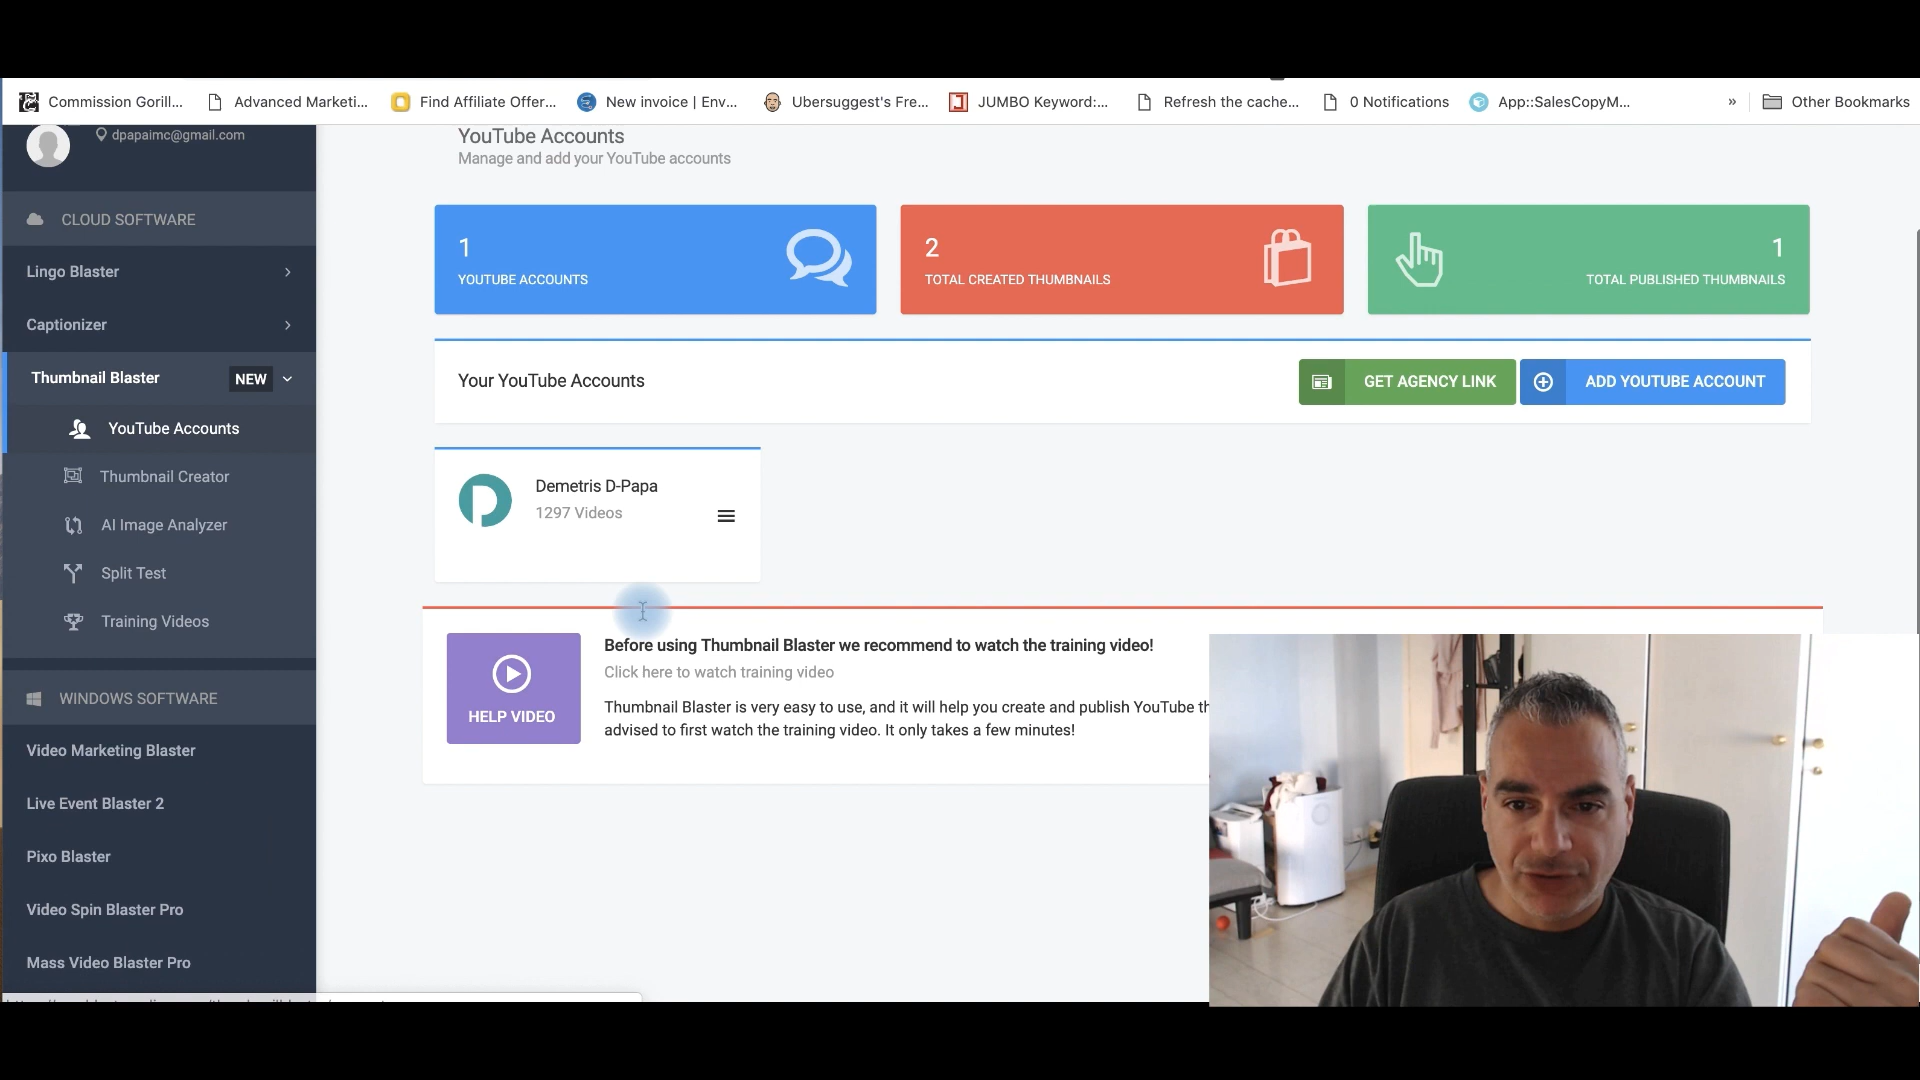 Commission Gorill...
Advanced Marketi...
Find Affiliate Offer...
New invoice | Env...
Ubersuggest's Fre...
JUMBO Keyword:...
Refresh the cache...
0 Notifications
App::SalesCopyM...
»
Other Bookmarks
dpapaimc@gmail.com
CLOUD SOFTWARE
Lingo Blaster
Captionizer
Thumbnail Blaster NEW
YouTube Accounts
Thumbnail Creator
AI Image Analyzer
Split Test
Training Videos
WINDOWS SOFTWARE
Video Marketing Blaster
Live Event Blaster 2
Pixo Blaster
Video Spin Blaster Pro
Mass Video Blaster Pro
YouTube Accounts
Manage and add your YouTube accounts
1
YOUTUBE ACCOUNTS
2
TOTAL CREATED THUMBNAILS
1
TOTAL PUBLISHED THUMBNAILS
Your YouTube Accounts
GET AGENCY LINK
ADD YOUTUBE ACCOUNT
Demetris D-Papa
1297 Videos
HELP VIDEO
Before using Thumbnail Blaster we recommend to watch the training video!
Click here to watch training video
Thumbnail Blaster is very easy to use, and it will help you create and publish YouTube th
advised to first watch the training video. It only takes a few minutes!